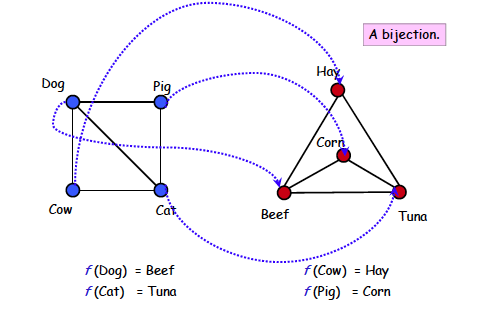 A bijection.
Hay
Dog
Pig
Corn
Cow
Cat
Beef
Tuna
f(Dog) = Beef
f(Cow) = Hay
f(Cat) = Tuna
f(Pig) = Corn